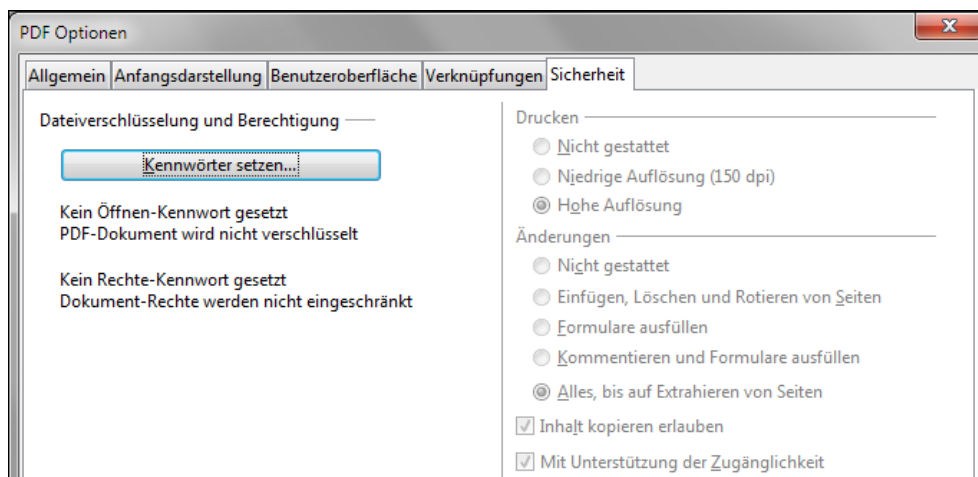 PDF Optionen
Allgemein Anfangsdarstellung Benutzeroberfläche Verknüpfungen Sicherheit
Dateiverschlüsselung und Berechtigung
Kennwörter setzen...
Kein Öffnen-Kennwort gesetzt
PDF-Dokument wird nicht verschlüsselt
Kein Rechte-Kennwort gesetzt
Dokument-Rechte werden nicht eingeschränkt
Drucken
Nicht gestattet
Niedrige Auflösung (150 dpi)
Hohe Auflösung
Änderungen
Nicht gestattet
Einfügen, Löschen und Rotieren von Seiten
Formulare ausfüllen
Kommentieren und Formulare ausfüllen
Alles, bis auf Extrahieren von Seiten
Inhalt kopieren erlauben
Mit Unterstützung der Zugänglichkeit